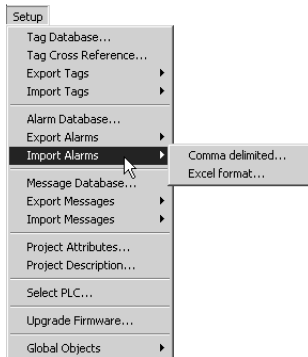 Setup
Tag Database...
Tag Cross Reference...
Export Tags
Import Tags
Alarm Database...
Export Alarms
Import Alarms
Comma delimited...
Excel format...
Message Database...
Export Messages
Import Messages
Project Attributes...
Project Description...
Select PLC...
Upgrade Firmware...
Global Objects